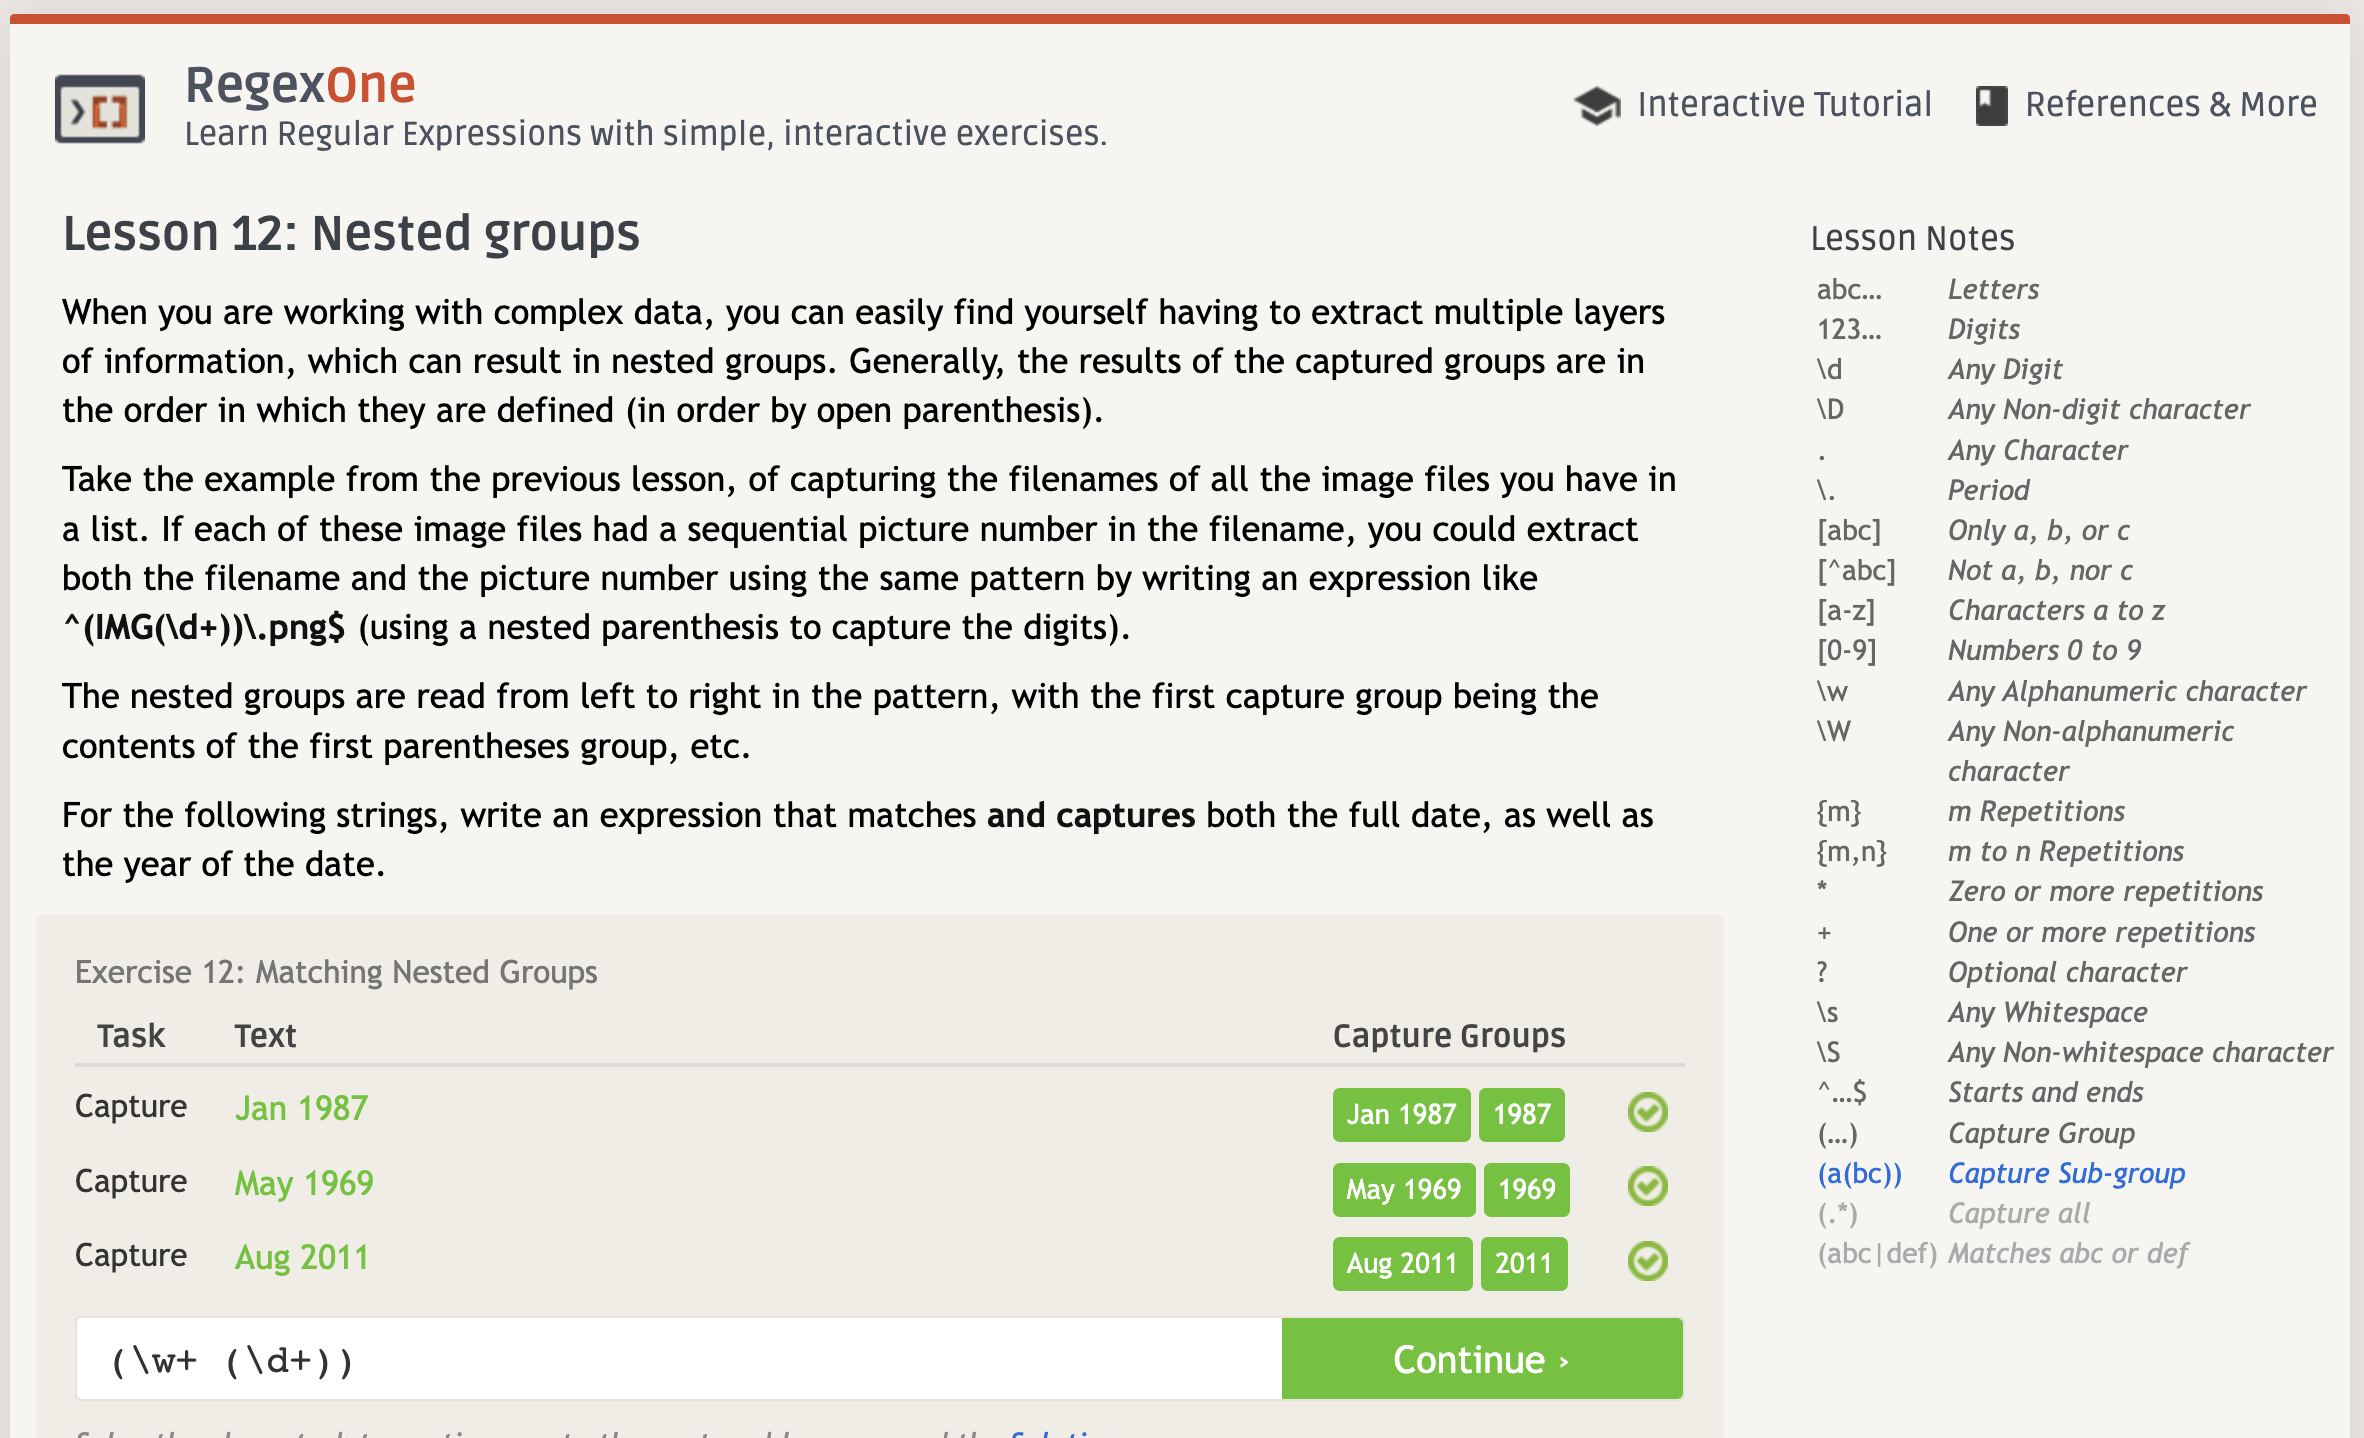 RegexOne
Learn Regular Expressions with simple, interactive exercises.
Interactive Tutorial
References & More
Lesson 12: Nested groups
When you are working with complex data, you can easily find yourself having to extract multiple layers
of information, which can result in nested groups. Generally, the results of the captured groups are in
the order in which they are defined (in order by open parenthesis).
Take the example from the previous lesson, of capturing the filenames of all the image files you have in
a list. If each of these image files had a sequential picture number in the filename, you could extract
both the filename and the picture number using the same pattern by writing an expression like
^(IMG(\d+))\.png$ (using a nested parenthesis to capture the digits).
The nested groups are read from left to right in the pattern, with the first capture group being the
contents of the first parentheses group, etc.
For the following strings, write an expression that matches and captures both the full date, as well as
the year of the date.
Exercise 12: Matching Nested Groups
Task Text Capture Groups
Capture Jan 1987 Jan 1987 1987
Capture May 1969 May 1969 1969
Capture Aug 2011 Aug 2011 2011
(\w+ (\d+))
Continue ›
Lesson Notes
abc… Letters
123… Digits
\d Any Digit
\D Any Non-digit character
. Any Character
\. Period
[abc] Only a, b, or c
[^abc] Not a, b, nor c
[a-z] Characters a to z
[0-9] Numbers 0 to 9
\w Any Alphanumeric character
\W Any Non-alphanumeric
character
{m} m Repetitions
{m,n} m to n Repetitions
* Zero or more repetitions
+ One or more repetitions
? Optional character
\s Any Whitespace
\S Any Non-whitespace character
^…$ Starts and ends
(…) Capture Group
(a(bc)) Capture Sub-group
(.*) Capture all
(abc|def) Matches abc or def